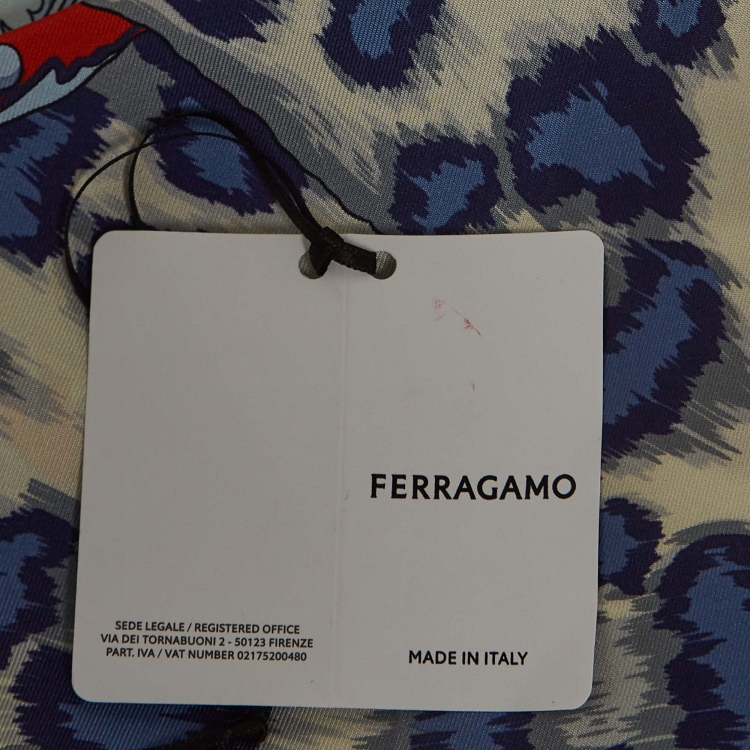 FERRAGAMO
SEDE LEGALE / REGISTERED OFFICE
VIA DEI TORNABUONI 2 - 50123 FIRENZE
PART. IVA / VAT NUMBER 02175200480
MADE IN ITALY